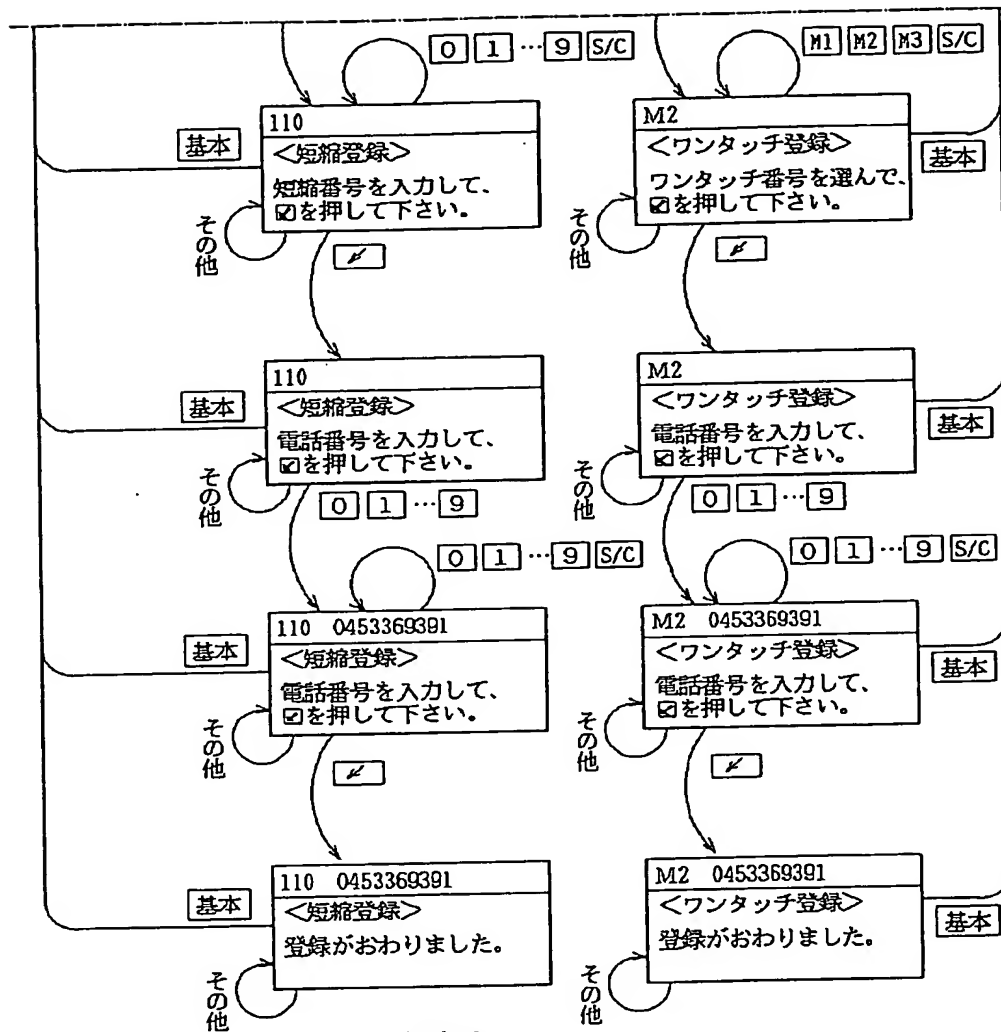 0 1 …9 S/C
110
<短縮登録>
短縮番号を入力して、
☑を押して下さい。
基本
その他
↙
110
<短縮登録>
電話番号を入力して、
☑を押して下さい。
基本
その他
0 1 …9
0 1 …9 S/C
110 0453369391
<短縮登録>
電話番号を入力して、
☑を押して下さい。
基本
その他
↙
110 0453369391
<短縮登録>
登録がおわりました。
基本
その他
M1 M2 M3 S/C
M2
<ワンタッチ登録>
ワンタッチ番号を選んで、
☑を押して下さい。
基本
その他
↙
M2
<ワンタッチ登録>
電話番号を入力して、
☑を押して下さい。
基本
その他
0 1 …9
0 1 …9 S/C
M2 0453369391
<ワンタッチ登録>
電話番号を入力して、
☑を押して下さい。
基本
その他
↙
M2 0453369391
<ワンタッチ登録>
登録がおわりました。
基本
その他